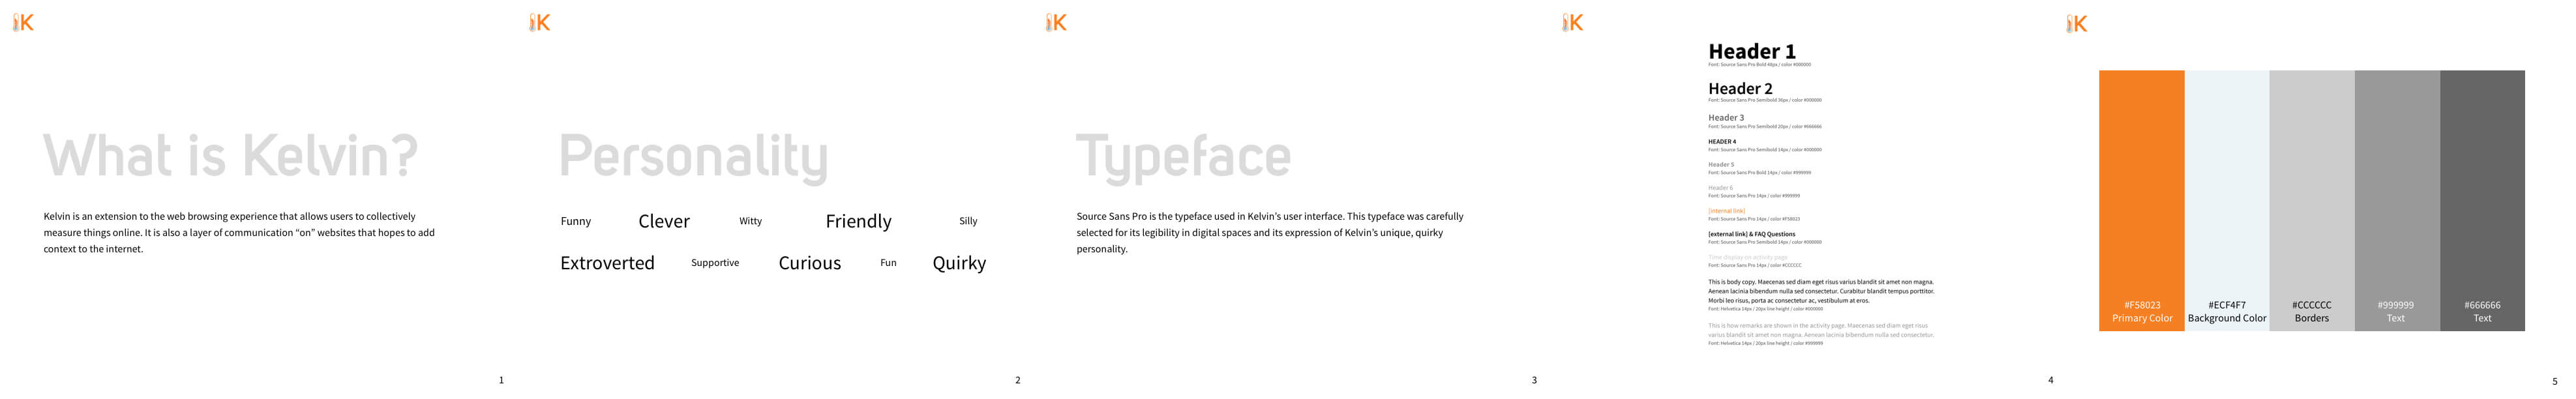 K
What is Kelvin?
Kelvin is an extension to the web browsing experience that allows users to collectively
measure things online. It is also a layer of communication “on” websites that hopes to add
context to the internet.
1
K
Personality
Funny Clever Witty Friendly Silly
Extroverted Supportive Curious Fun Quirky
2
K
Typeface
Source Sans Pro is the typeface used in Kelvin’s user interface. This typeface was carefully
selected for its legibility in digital spaces and its expression of Kelvin’s unique, quirky
personality.
3
K
Header 1
Font: Source Sans Pro Bold 46px / color #000000
Header 2
Font: Source Sans Pro Semibold 36px / color #000000
Header 3
Font: Source Sans Pro Semibold 20px / color #666666
HEADER 4
Font: Source Sans Pro Semibold 14px / color #000000
Header 5
Font: Source Sans Pro Bold 14px / color #999999
Header 6
Font: Source Sans Pro 14px / color #999999
[internal link]
Font: Source Sans Pro 14px / color #F58023
[external link] & FAQ Questions
Font: Source Sans Pro Semibold 14px / color #000000
Time display on activity page
Font: Source Sans Pro 14px / color #CCCCCC
This is body copy. Maecenas sed diam eget risus varius blandit sit amet non magna.
Aenean lacinia bibendum nulla sed consectetur. Curabitur blandit tempus porttitor.
Morbi leo risus, porta ac consectetur ac, vestibulum at eros.
Font: Helvetica 14px / 20px line height / color #000000
This is how remarks are shown in the activity page. Maecenas sed diam eget risus
varius blandit sit amet non magna. Aenean lacinia bibendum nulla sed consectetur.
Font: Helvetica 14px / 20px line height / color #999999
4
K
#F58023
Primary Color
#ECF4F7
Background Color
#CCCCCC
Borders
#999999
Text
#666666
Text
5